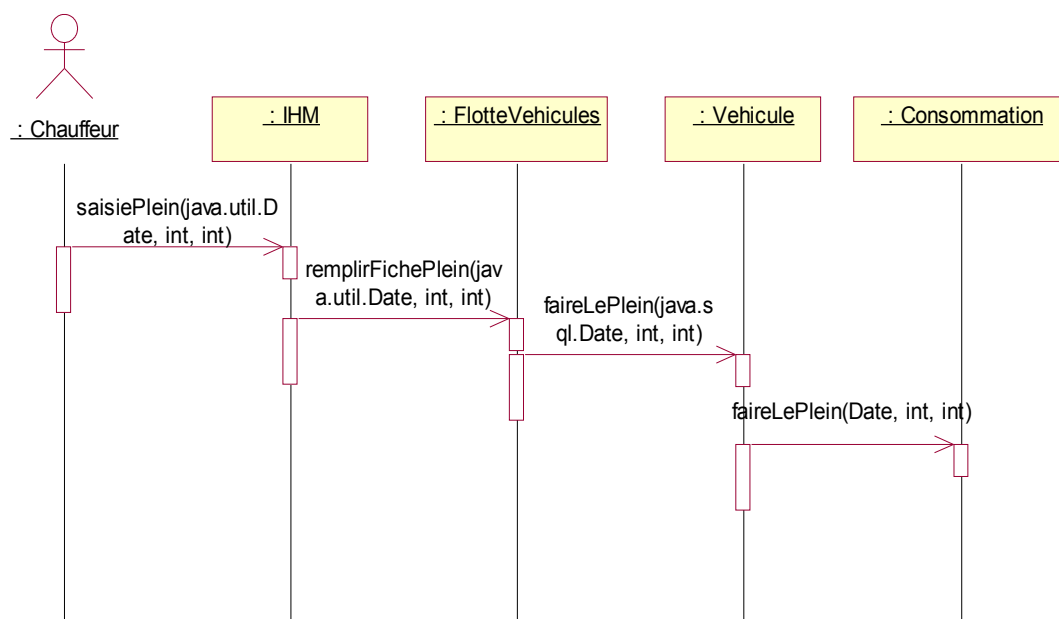 : Chauffeur
: IHM
: FlotteVehicules
: Vehicule
: Consommation
saisiePlein(java.util.D
ate, int, int)
remplirFichePlein(jav
a.util.Date, int, int)
faireLePlein(java.s
ql.Date, int, int)
faireLePlein(Date, int, int)